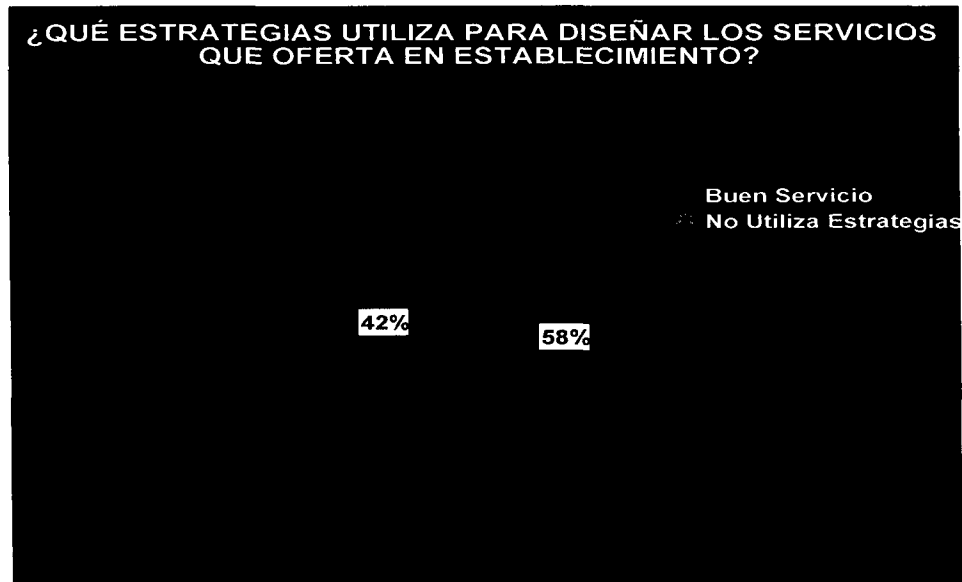 ¿QUÉ ESTRATEGIAS UTILIZA PARA DISEÑAR LOS SERVICIOS
QUE OFERTA EN ESTABLECIMIENTO?
Buen Servicio
No Utiliza Estrategias
42%
58%